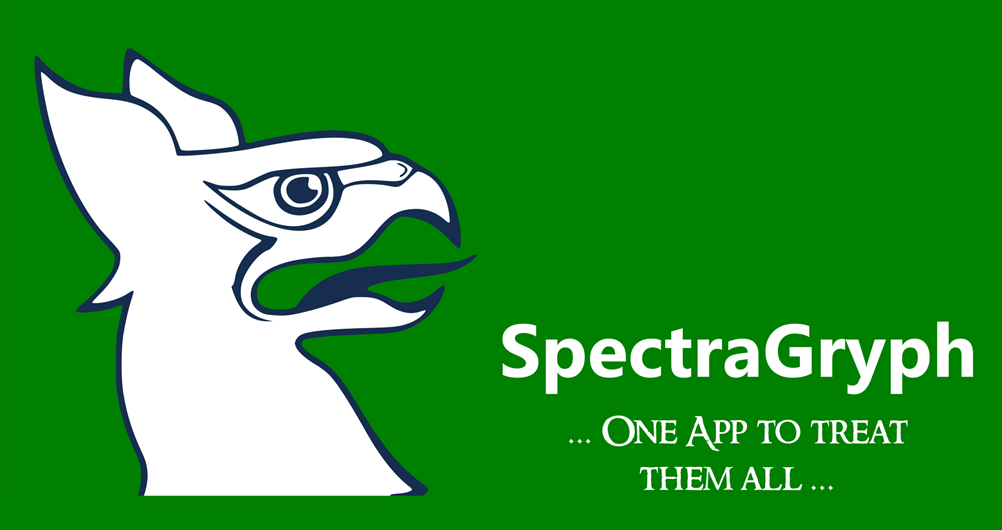 SpectraGryph
... One App to treat
them all ...